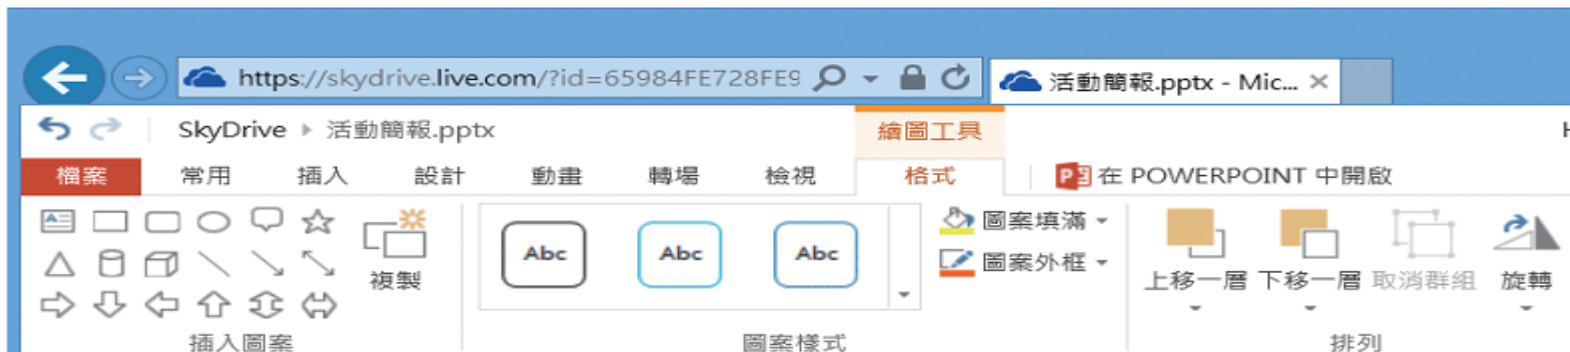 https://skydrive.live.com/?id=65984FE728FE9
活動簡報.pptx - Mic...
SkyDrive 活動簡報.pptx
繪圖工具
H
檔案 常用 插入 設計 動畫 轉場 檢視 格式 在 POWERPOINT 中開啟
Abc Abc Abc
圖案填滿
圖案外框
複製
上移一層 下移一層 取消群組 旋轉
插入圖案 圖案樣式 排列